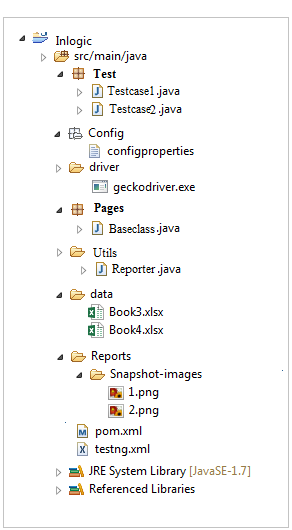 Inlogic
src/main/java
Test
Testcase1.java
Testcase2.java
Config
configproperties
driver
geckodriver.exe
Pages
Baseclass.java
Utils
Reporter.java
data
Book3.xlsx
Book4.xlsx
Reports
Snapshot-images
1.png
2.png
pom.xml
testng.xml
JRE System Library [JavaSE-1.7]
Referenced Libraries